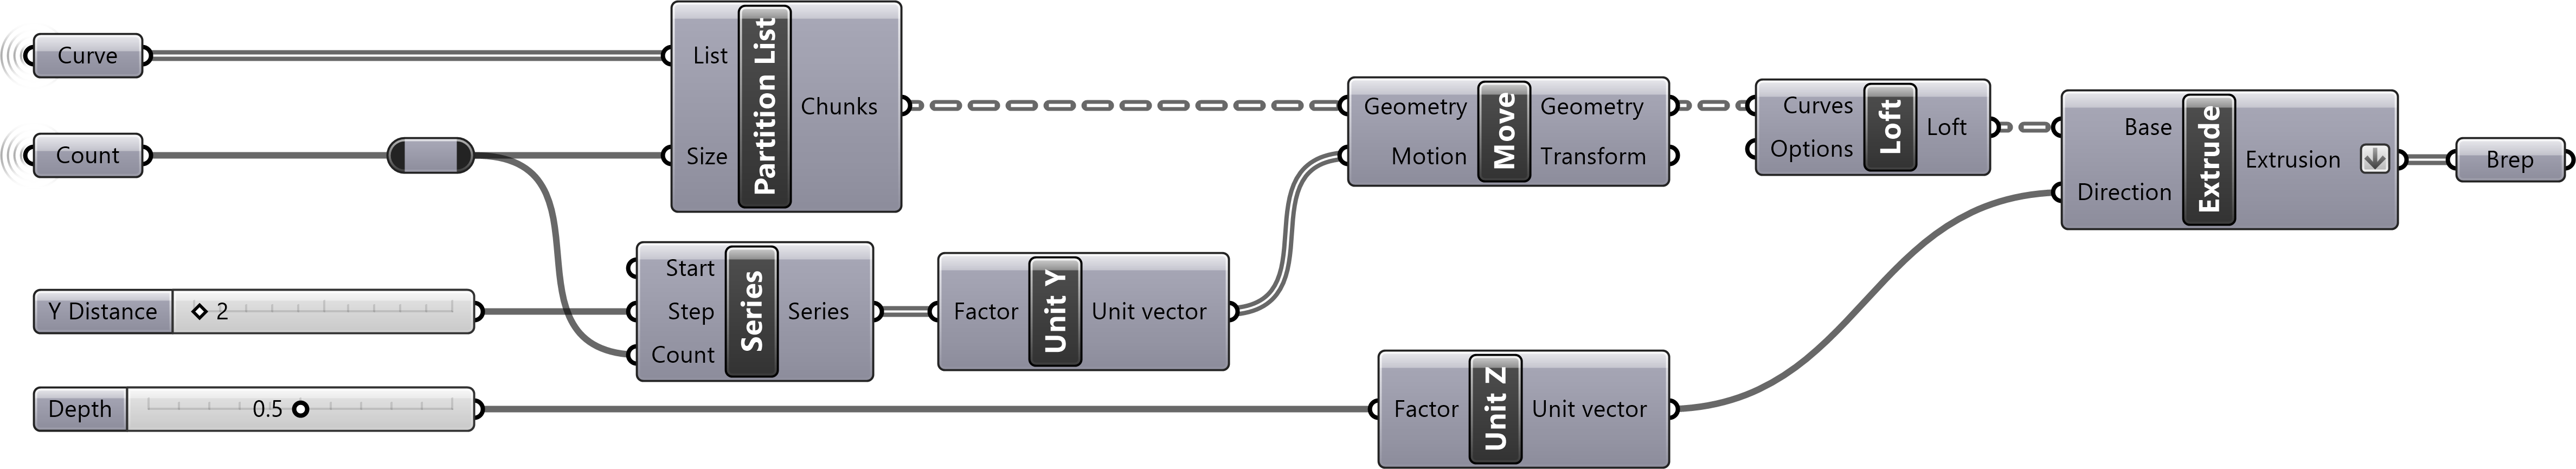 Curve
Count
List
Size
Partition List
Chunks
Y Distance
2
Depth
0.5
Start
Step
Count
Series
Series
Factor
Unit Y
Unit vector
Geometry
Motion
Move
Geometry
Transform
Factor
Unit Z
Unit vector
Curves
Options
Loft
Loft
Base
Direction
Extrude
Extrusion
Brep